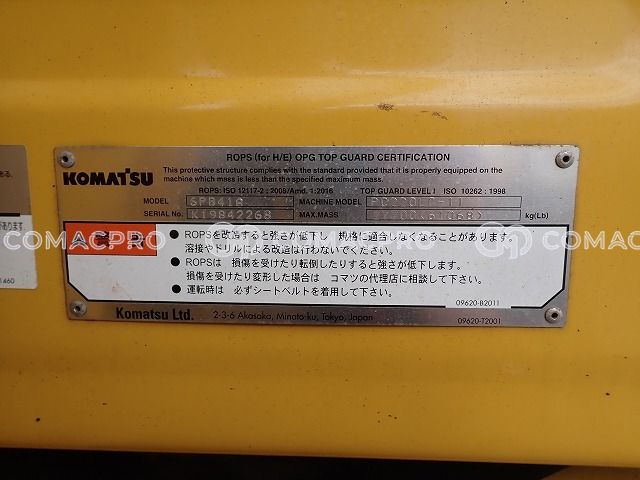 ROPS (for H/E) OPG TOP GUARD CERTIFICATION
KOMATSU
This protective structure complies with the standard provided that it is properly equipped on the
machine which mass is less than the specified maximum mass.
ROPS: ISO 12117-2 : 2008/Amd. 1:2016 TOP GUARD LEVEL I ISO 10262 : 1998
MODEL SPB418 MACHINE MODEL
SERIAL No. K19842268 MAX.MASS kg(Lb)
● ROPSを改造すると強さが低下し 規格に適合しなくなることがあります。
溶接やドリルによる改造は行わないでください。
● ROPSは 損傷を受けたり転倒したりすると強さが低下します。
損傷を受けたり変形した場合は コマツの代理店に相談して下さい。
● 運転時は 必ずシートベルトを着用して下さい。
09620-B2011
Komatsu Ltd. 2-3-6 Akasaka, Minato-ku, Tokyo, Japan 09620-T2001
COMACPRO
COMACPRO
COMACPRO
COMACPRO
COMACPRO